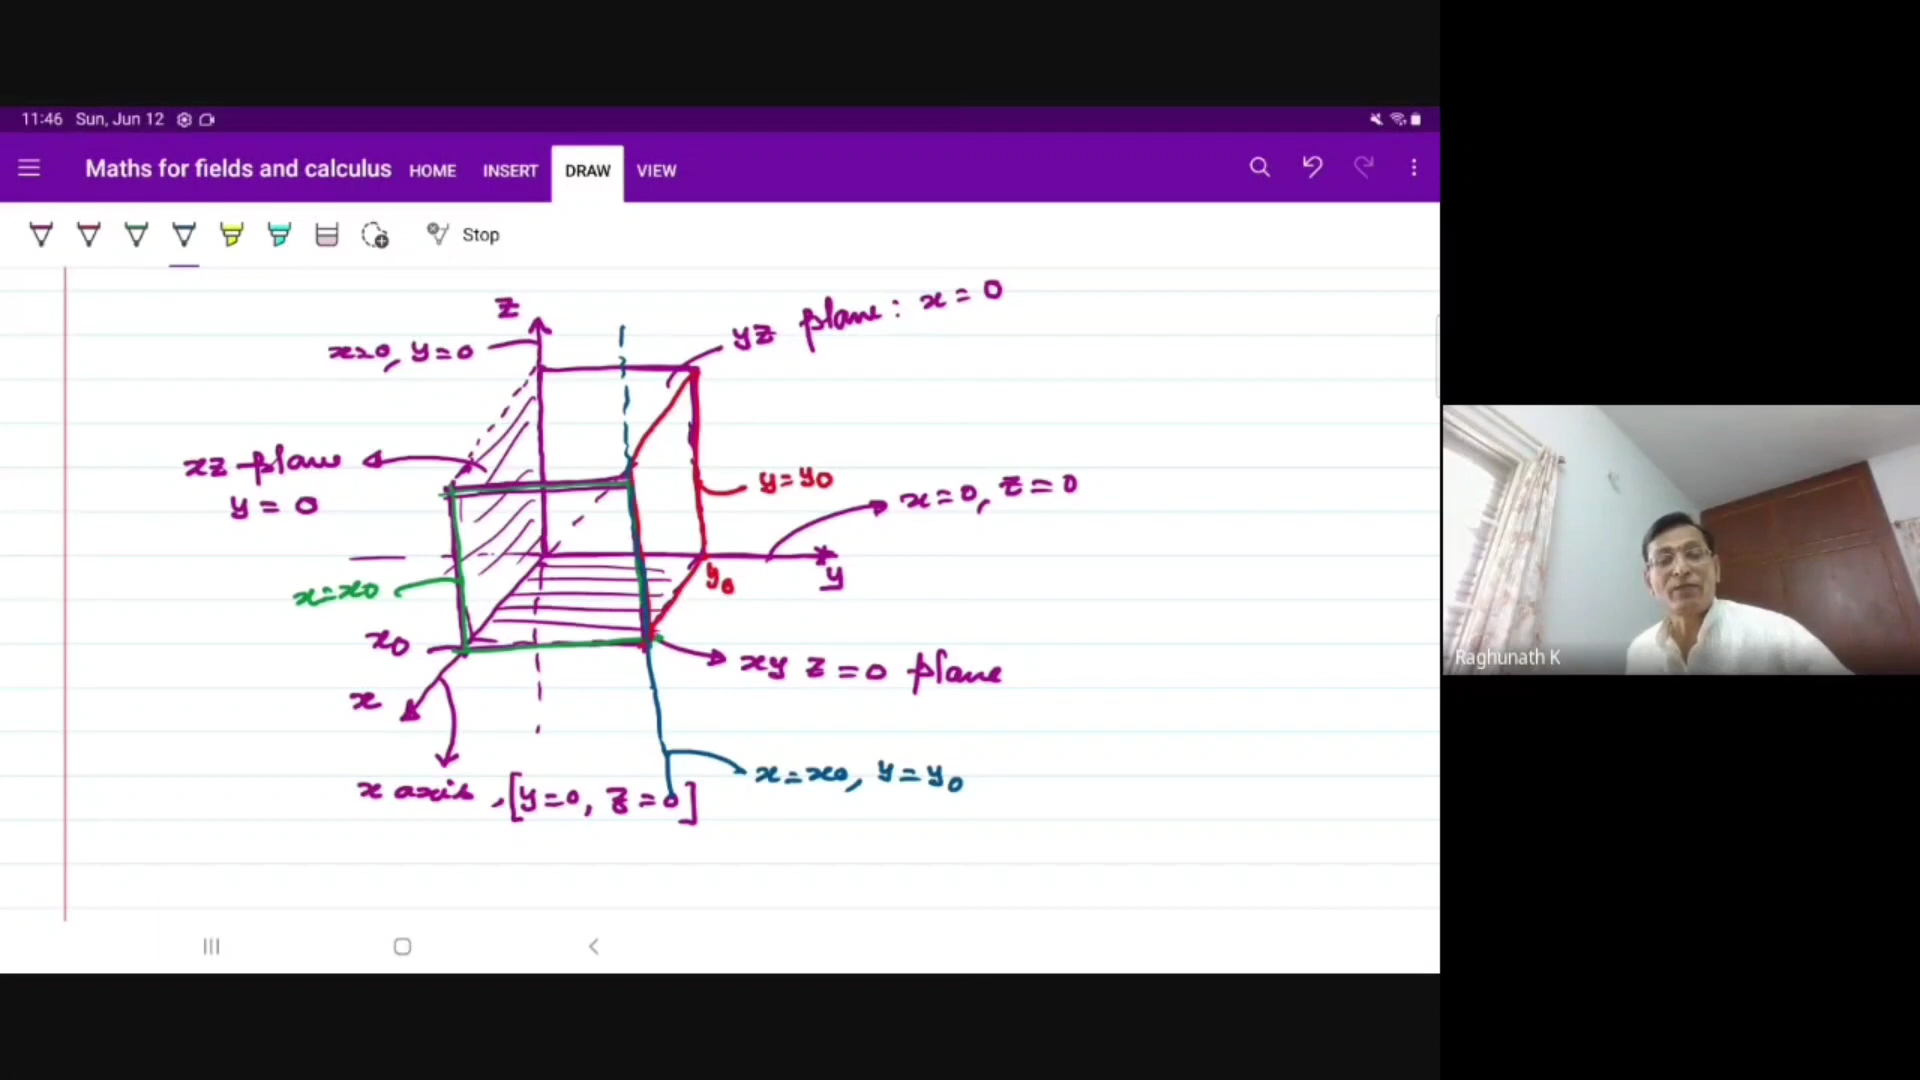 11:46 Sun, Jun 12
Maths for fields and calculus HOME INSERT DRAW VIEW
Stop
z
yz plane : x = 0
x=0, y=0
xz plane
y = 0
y=y0
x=0, z=0
y0
y
x=x0
x0
xy z=0 plane
x
x=x0, y=y0
x axis, [y=0, z=0]
Raghunath K